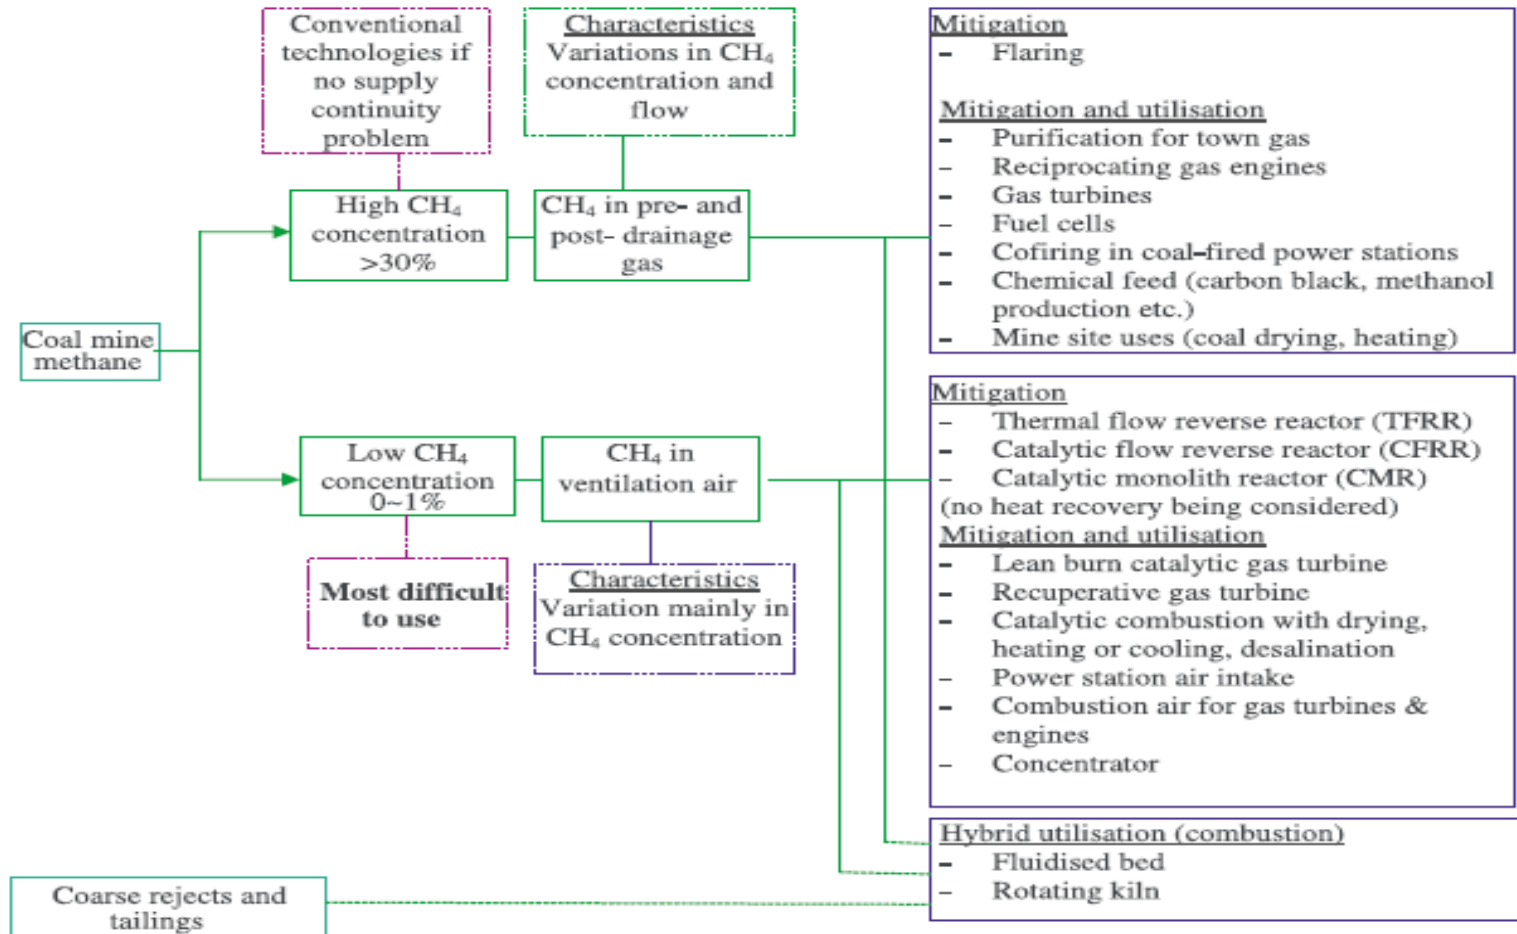 Conventional
technologies if
no supply
continuity
problem
Characteristics
Variations in CH₄
concentration and
flow
High CH₄
concentration
>30%
CH₄ in pre- and
post- drainage
gas
Coal mine
methane
Low CH₄
concentration
0~1%
CH₄ in
ventilation air
Most difficult
to use
Characteristics
Variation mainly in
CH₄ concentration
Coarse rejects and
tailings
Mitigation
– Flaring
Mitigation and utilisation
– Purification for town gas
– Reciprocating gas engines
– Gas turbines
– Fuel cells
– Cofiring in coal–fired power stations
– Chemical feed (carbon black, methanol
production etc.)
– Mine site uses (coal drying, heating)
Mitigation
– Thermal flow reverse reactor (TFRR)
– Catalytic flow reverse reactor (CFRR)
– Catalytic monolith reactor (CMR)
(no heat recovery being considered)
Mitigation and utilisation
– Lean burn catalytic gas turbine
– Recuperative gas turbine
– Catalytic combustion with drying,
heating or cooling, desalination
– Power station air intake
– Combustion air for gas turbines &
engines
– Concentrator
Hybrid utilisation (combustion)
– Fluidised bed
– Rotating kiln